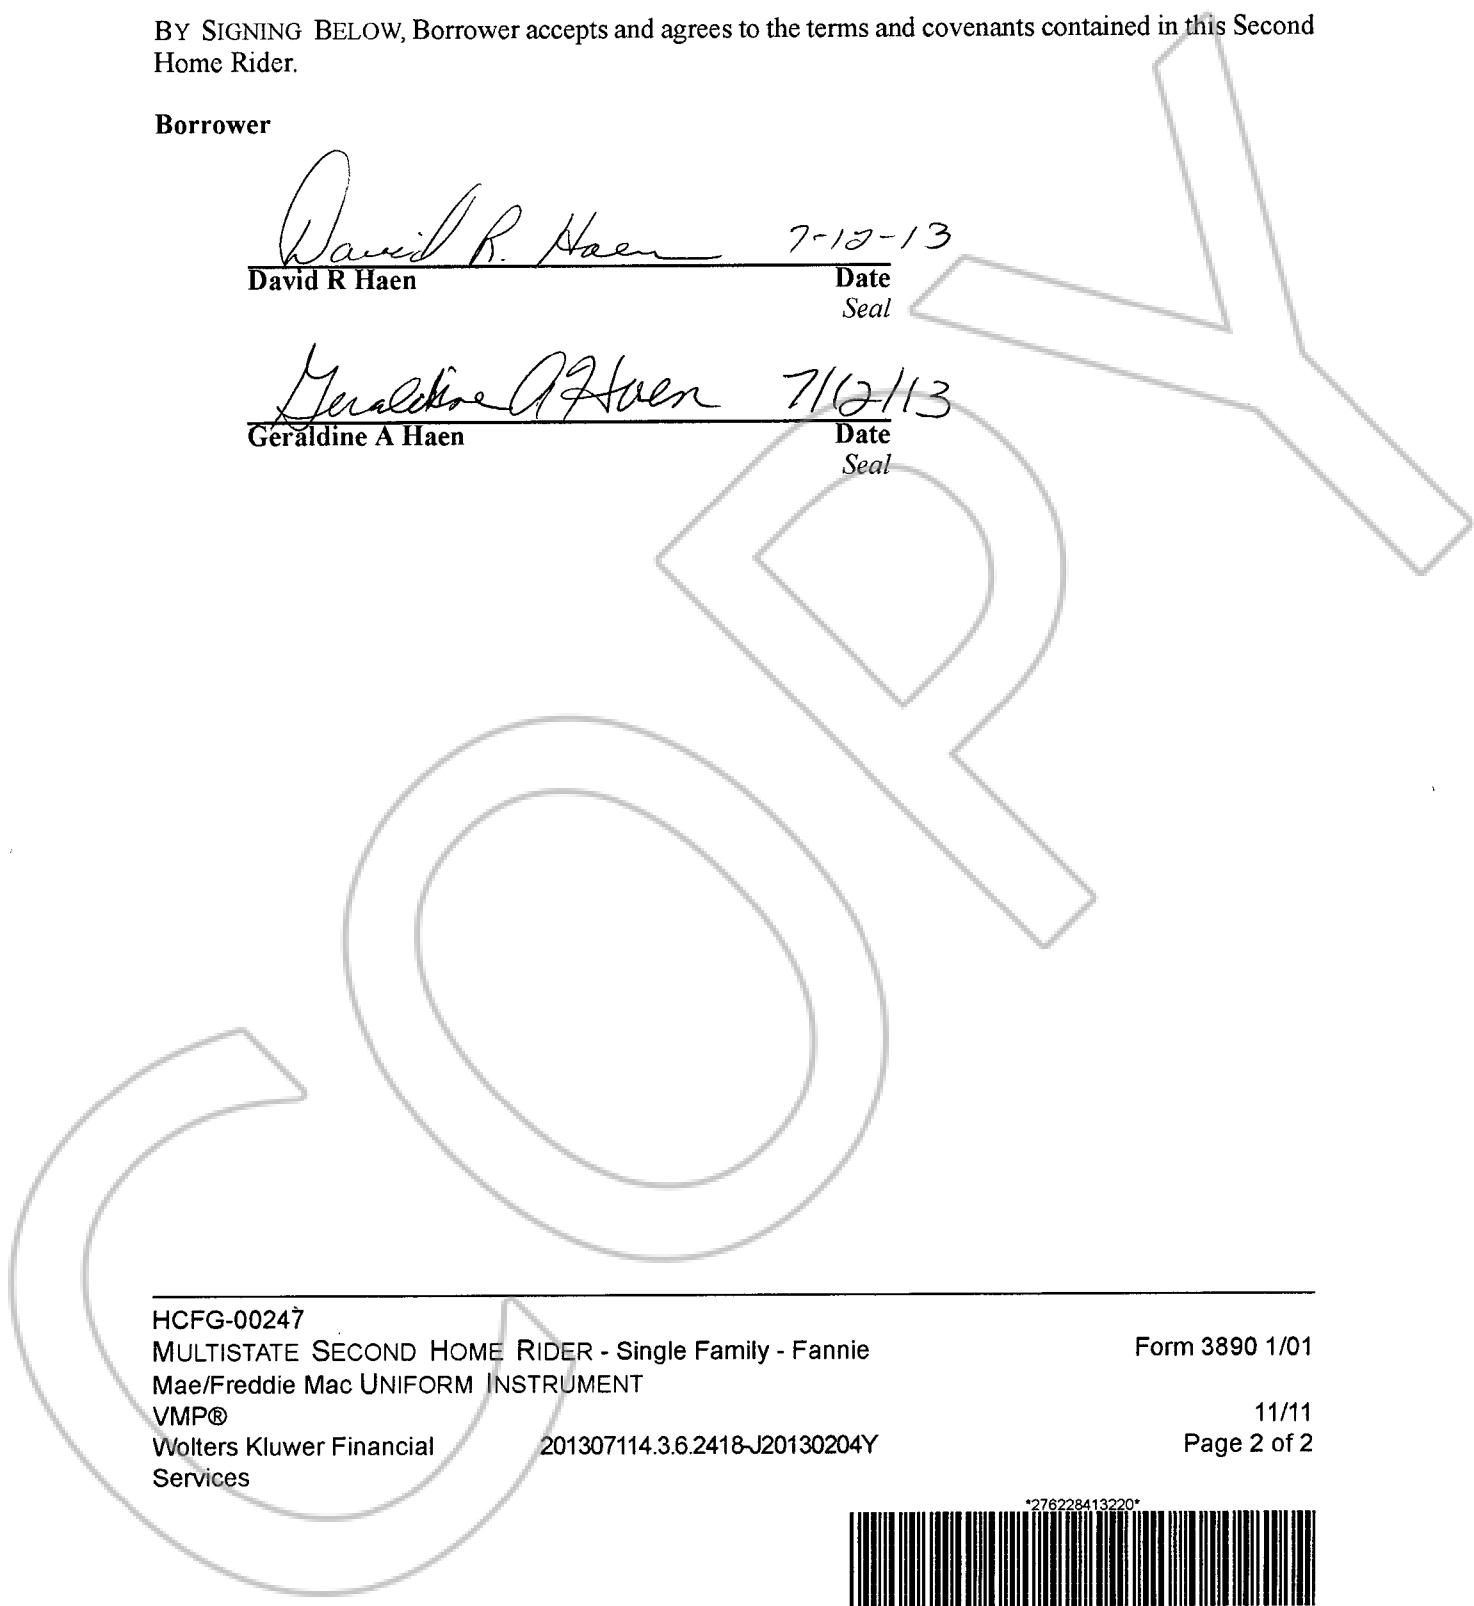 BY SIGNING BELOW, Borrower accepts and agrees to the terms and covenants contained in this Second
Home Rider.
Borrower
David R. Haen 7-12-13
David R Haen Date
Seal
Geraldine A Haen 7/12/13
Geraldine A Haen Date
Seal
COPY
HCFG-00247
MULTISTATE SECOND HOME RIDER - Single Family - Fannie Form 3890 1/01
Mae/Freddie Mac UNIFORM INSTRUMENT
VMP® 11/11
Wolters Kluwer Financial 201307114.3.6.2418-J20130204Y Page 2 of 2
Services
*276228413220*